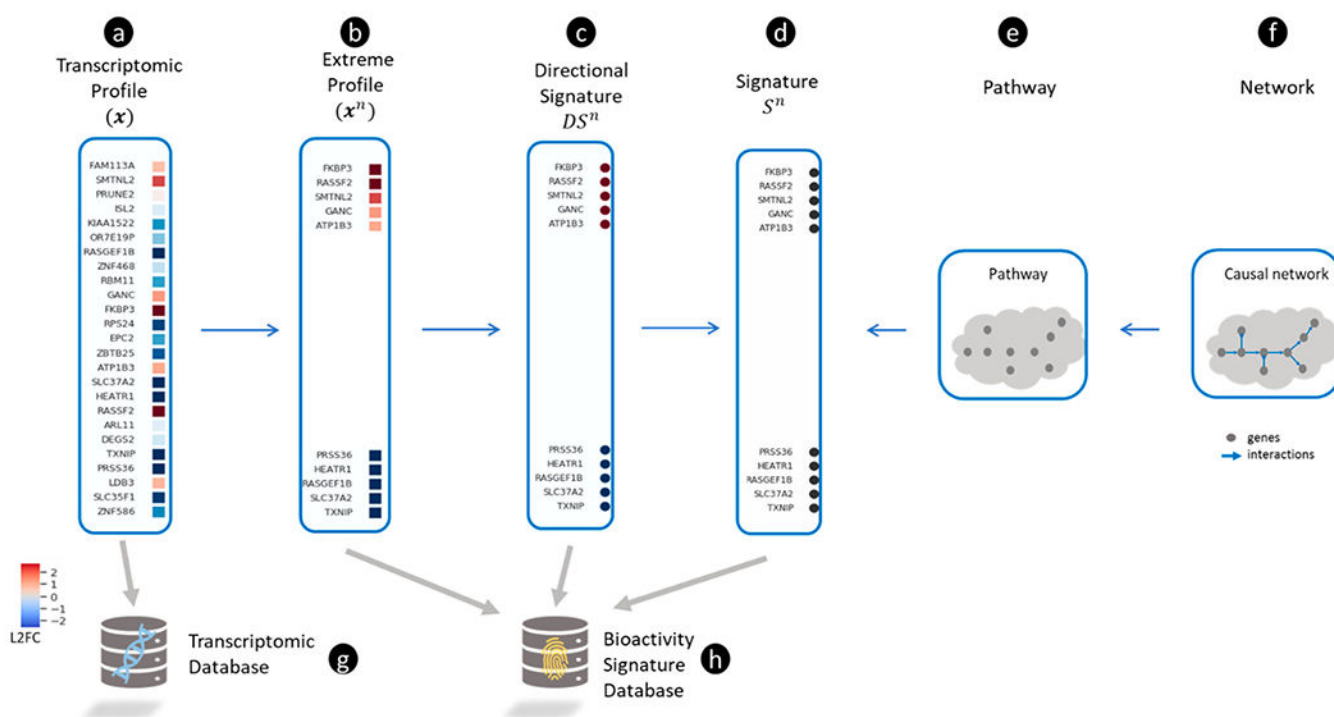 a
Transcriptomic
Profile
(x)
FAM113A
SMTNL2
PRUNE2
ISL2
KIAA1522
OR7E19P
RASGEF1B
ZNF468
RBM11
GANC
FKBP3
RPS24
EPC2
ZBTB25
ATP1B3
SLC37A2
HEATR1
RASSF2
ARL11
DEGS2
TXNIP
PRSS36
LDB3
SLC35F1
ZNF586
b
Extreme
Profile
(xⁿ)
FKBP3
RASSF2
SMTNL2
GANC
ATP1B3
PRSS36
HEATR1
RASGEF1B
SLC37A2
TXNIP
c
Directional
Signature
DSⁿ
FKBP3
RASSF2
SMTNL2
GANC
ATP1B3
PRSS36
HEATR1
RASGEF1B
SLC37A2
TXNIP
d
Signature
Sⁿ
FKBP3
RASSF2
SMTNL2
GANC
ATP1B3
PRSS36
HEATR1
RASGEF1B
SLC37A2
TXNIP
e
Pathway
Pathway
f
Network
Causal network
genes
interactions
2
1
0
−1
−2
L2FC
Transcriptomic
Database
g
Bioactivity
Signature
Database
h